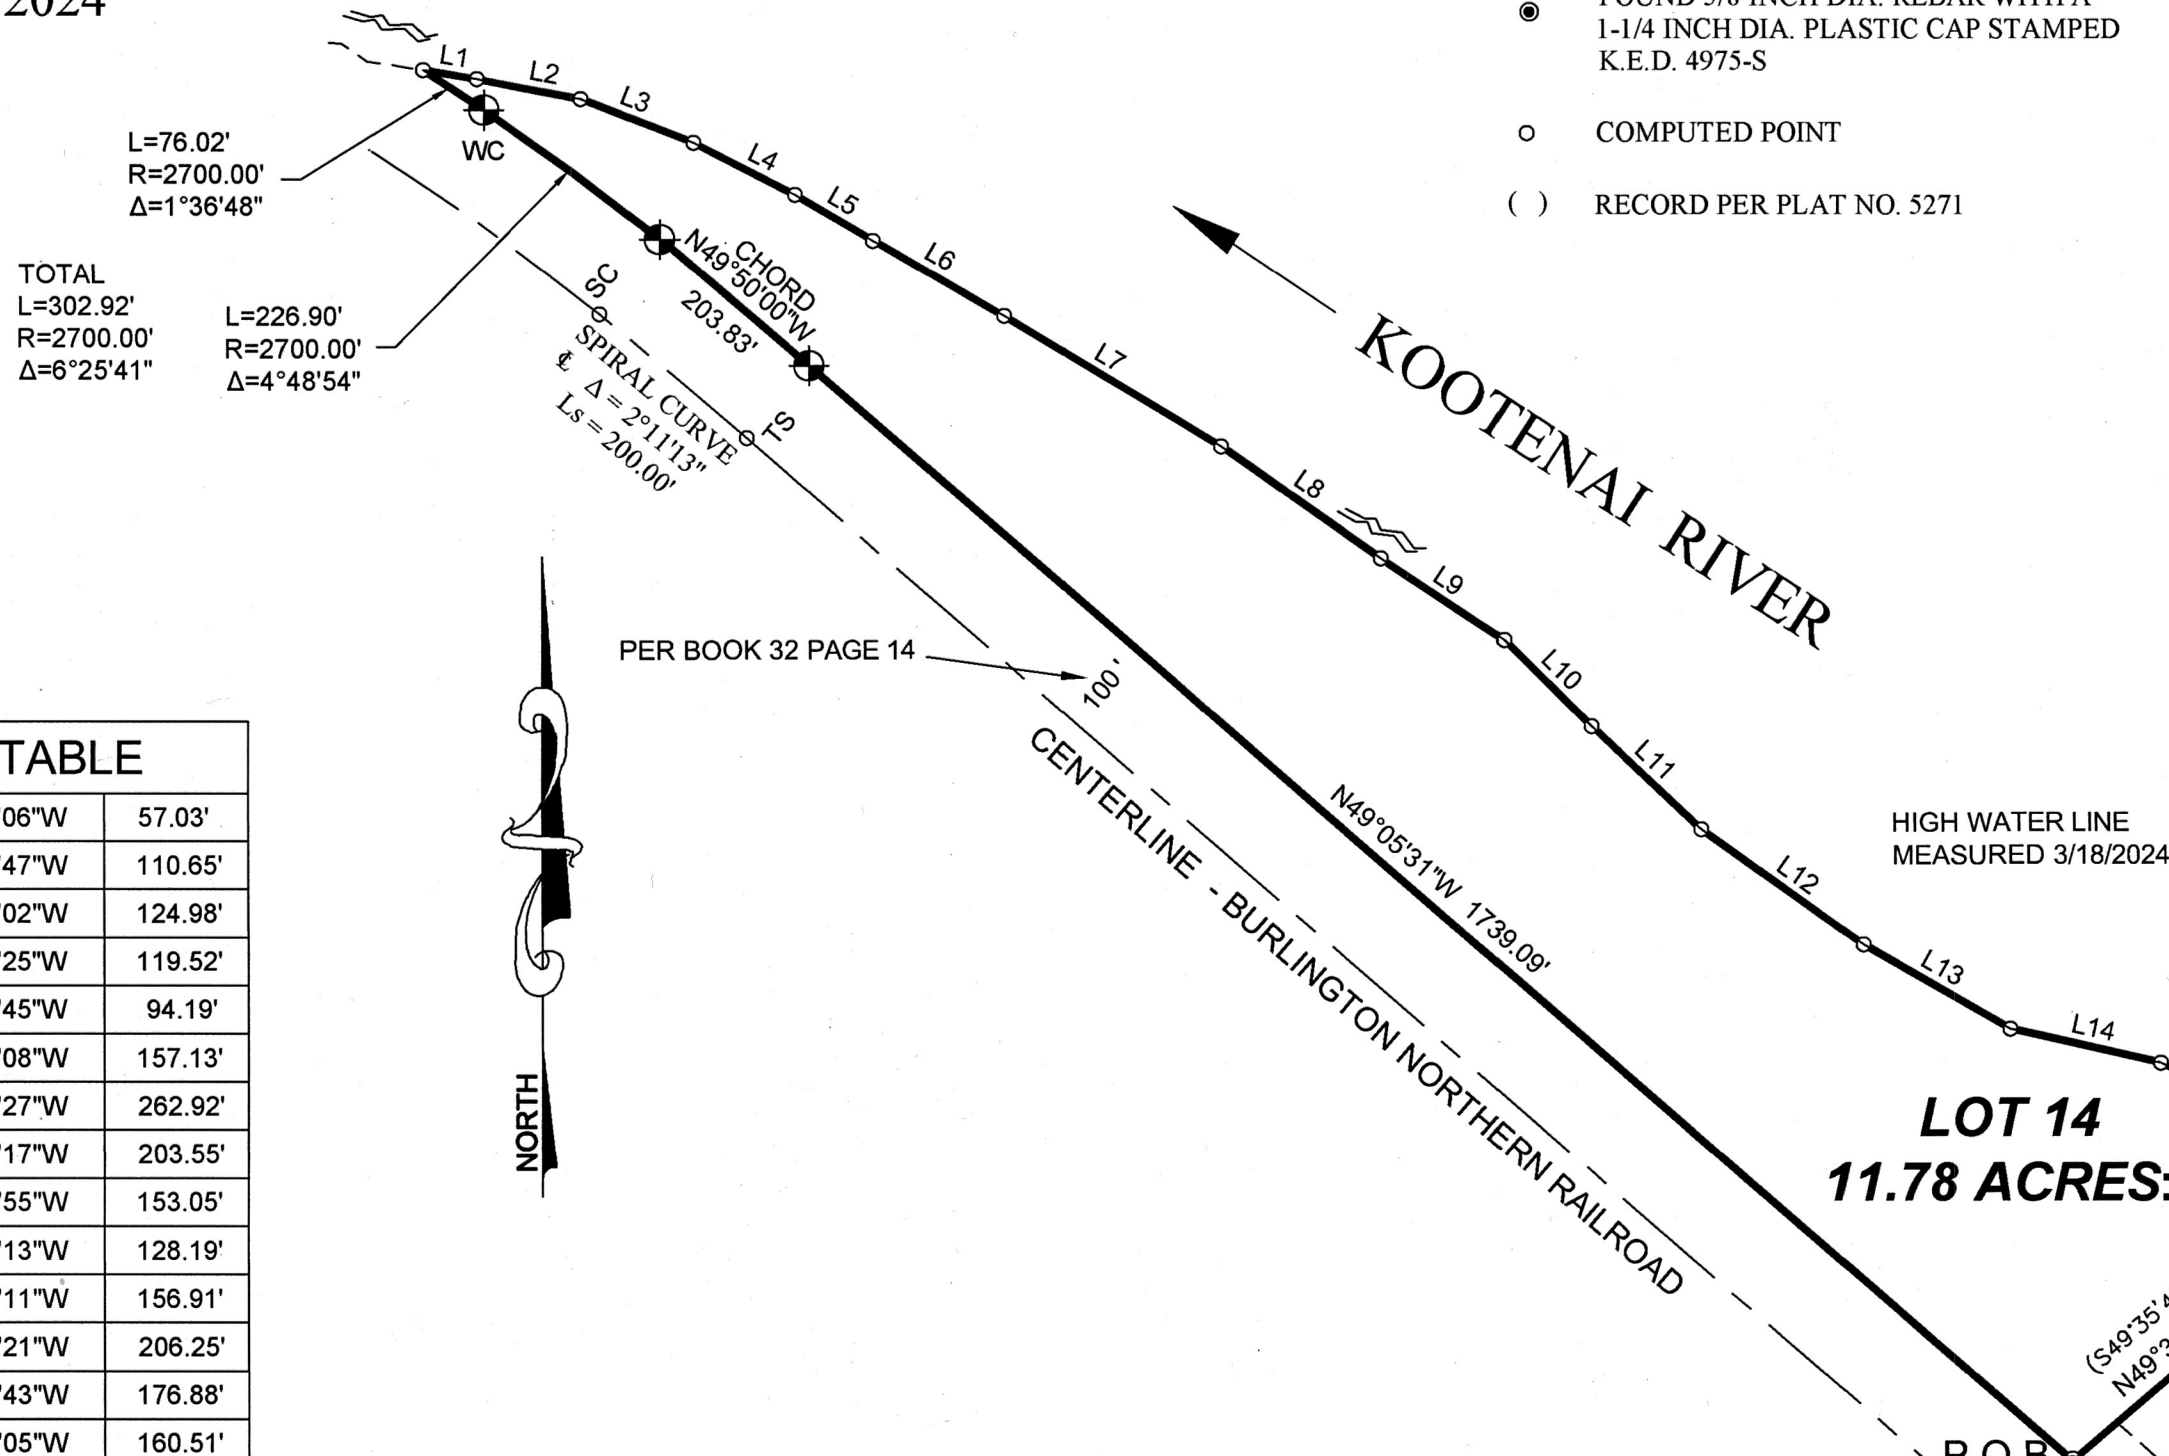 2024
1-1/4 INCH DIA. PLASTIC CAP STAMPED
K.E.D. 4975-S
COMPUTED POINT
( ) RECORD PER PLAT NO. 5271
L1
L2
L3
L4
L5
L6
L7
L8
L9
L10
L11
L12
L13
L14
WC
L=76.02'
R=2700.00'
Δ=1°36'48"
TOTAL
L=302.92'
R=2700.00'
Δ=6°25'41"
L=226.90'
R=2700.00'
Δ=4°48'54"
CHORD
N49°50'00"W
203.83'
SC
SPIRAL CURVE
℄ Δ = 2°11'13"
Ls = 200.00'
TS
KOOTENAI RIVER
PER BOOK 32 PAGE 14
100'
CENTERLINE - BURLINGTON NORTHERN RAILROAD
N49°05'31"W 1739.09'
HIGH WATER LINE
MEASURED 3/18/2024
LOT 14
11.78 ACRES
NORTH
TABLE
'06"W 57.03'
'47"W 110.65'
'02"W 124.98'
'25"W 119.52'
'45"W 94.19'
'08"W 157.13'
'27"W 262.92'
'17"W 203.55'
'55"W 153.05'
'13"W 128.19'
'11"W 156.91'
'21"W 206.25'
'43"W 176.88'
'05"W 160.51'
(S49°35'
N49°3